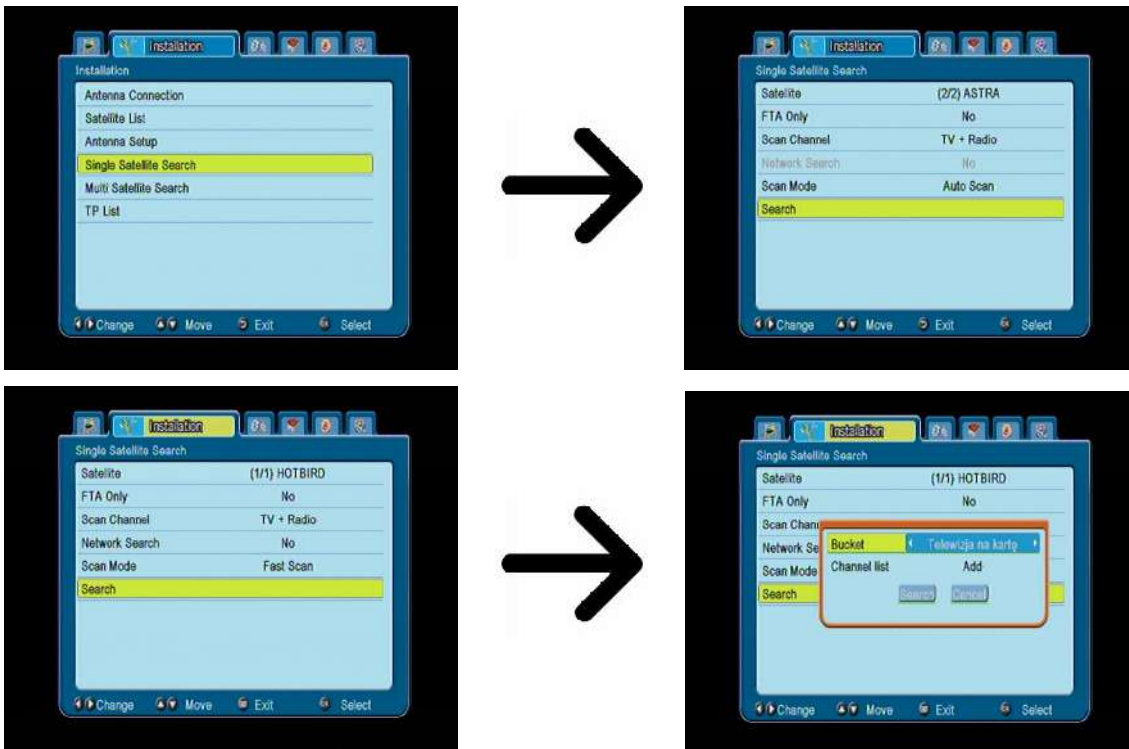 Installation
Installation
Antenna Connection
Satellite List
Antenna Setup
Single Satellite Search
Multi Satellite Search
TP List
Change Move Exit Select
Installation
Single Satellite Search
Satellite (2/2) ASTRA
FTA Only No
Scan Channel TV + Radio
Network Search No
Scan Mode Auto Scan
Search
Change Move Exit Select
Installation
Single Satellite Search
Satellite (1/1) HOTBIRD
FTA Only No
Scan Channel TV + Radio
Network Search No
Scan Mode Fast Scan
Search
Change Move Exit Select
Installation
Single Satellite Search
Satellite (1/1) HOTBIRD
FTA Only No
Scan Chann
Network Se
Scan Mode
Search
Bucket Telewizja na kartę
Channel list Add
Search Cancel
Change Move Exit Select